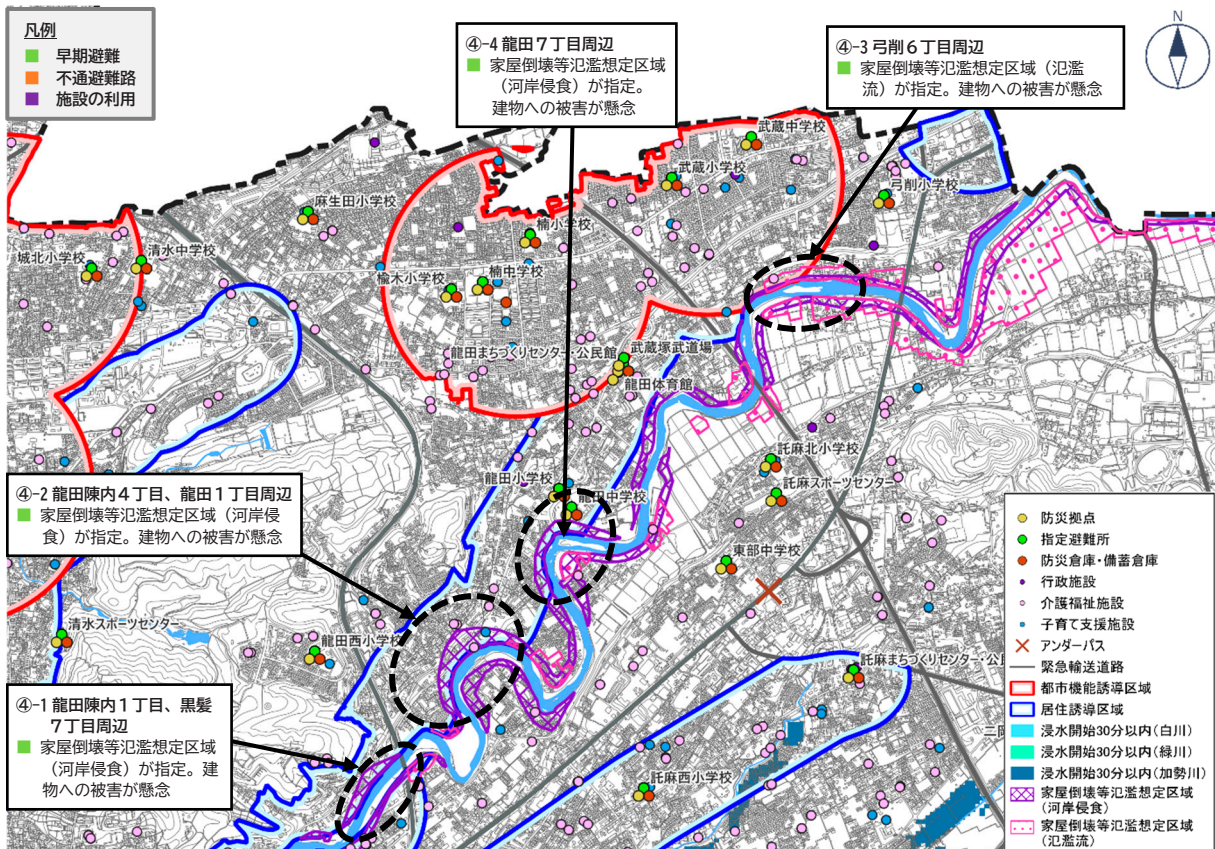 凡例
早期避難
不通避難路
施設の利用
④-4 龍田7丁目周辺
家屋倒壊等氾濫想定区域
(河岸侵食)が指定。
建物への被害が懸念
④-3 弓削6丁目周辺
家屋倒壊等氾濫想定区域(氾濫
流)が指定。建物への被害が懸念
N
武蔵中学校
武蔵小学校
弓削小学校
麻生田小学校
楠小学校
清水中学校
城北小学校
楡木小学校
楠中学校
龍田まちづくりセンター・公民館
武蔵塚武道場
龍田体育館
託麻北小学校
託麻スポーツセンター
龍田小学校
龍田中学校
東部中学校
④-2 龍田陳内4丁目、龍田1丁目周辺
家屋倒壊等氾濫想定区域(河岸侵
食)が指定。建物への被害が懸念
清水スポーツセンター
龍田西小学校
託麻まちづくりセンター・公
④-1 龍田陳内1丁目、黒髪
7丁目周辺
家屋倒壊等氾濫想定区域
(河岸侵食)が指定。建
物への被害が懸念
託麻西小学校
防災拠点
指定避難所
防災倉庫・備蓄倉庫
行政施設
介護福祉施設
子育て支援施設
アンダーパス
緊急輸送道路
都市機能誘導区域
居住誘導区域
浸水開始30分以内(白川)
浸水開始30分以内(緑川)
浸水開始30分以内(加勢川)
家屋倒壊等氾濫想定区域
(河岸侵食)
家屋倒壊等氾濫想定区域
(氾濫流)